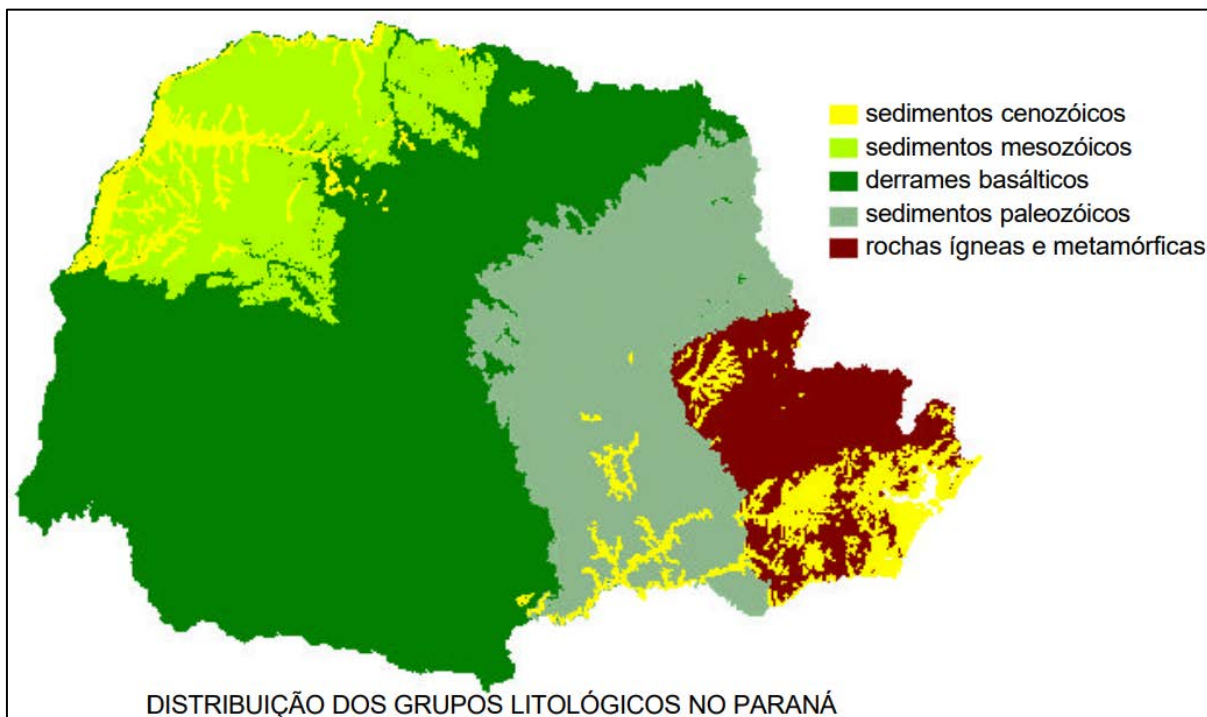 sedimentos cenozóicos
sedimentos mesozóicos
derrames basálticos
sedimentos paleozóicos
rochas ígneas e metamórficas
DISTRIBUIÇÃO DOS GRUPOS LITOLÓGICOS NO PARANÁ